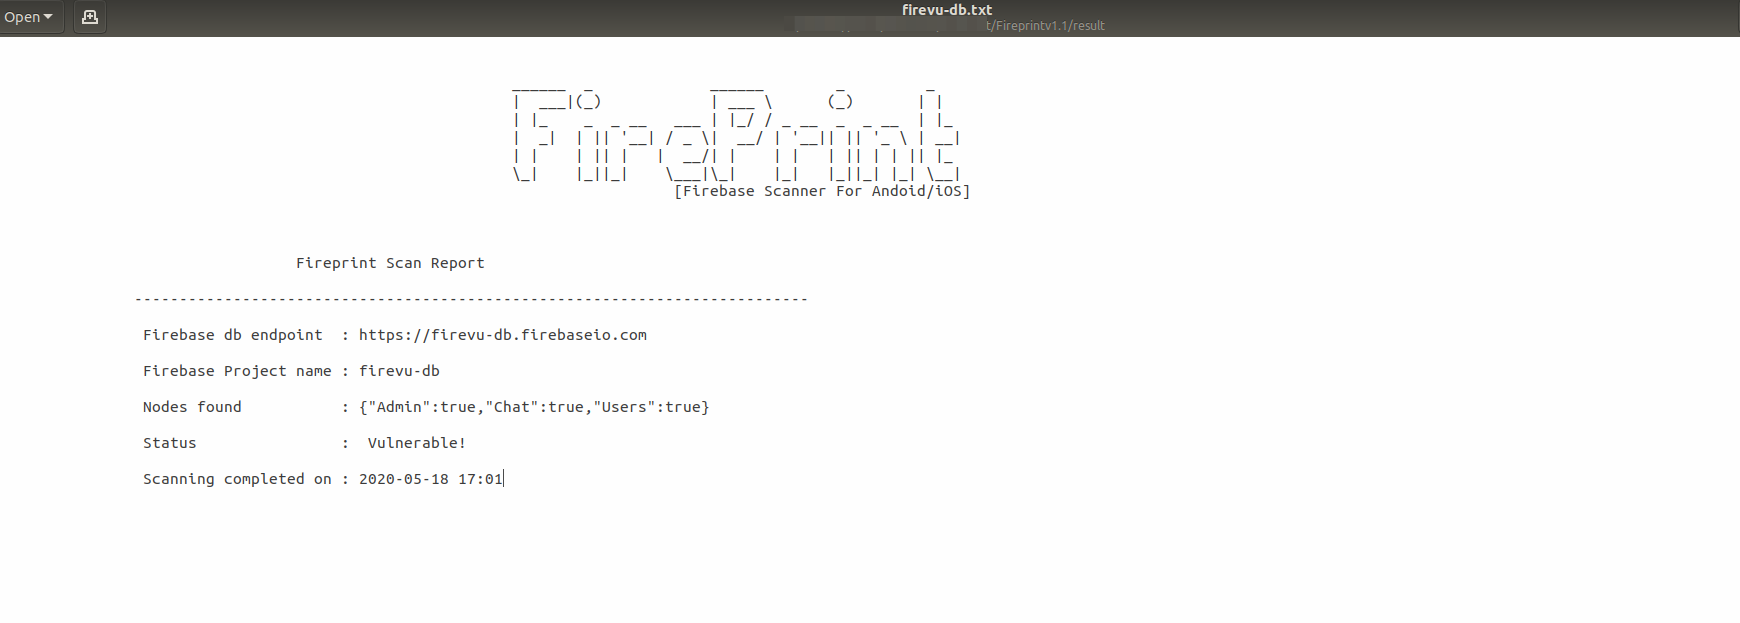 Open
firevu-db.txt
t/Fireprintv1.1/result
FirePrint
[Firebase Scanner For Andoid/iOS]
Fireprint Scan Report
---------------------------------------------------------------------------
Firebase db endpoint : https://firevu-db.firebaseio.com
Firebase Project name : firevu-db
Nodes found : {"Admin":true,"Chat":true,"Users":true}
Status : Vulnerable!
Scanning completed on : 2020-05-18 17:01